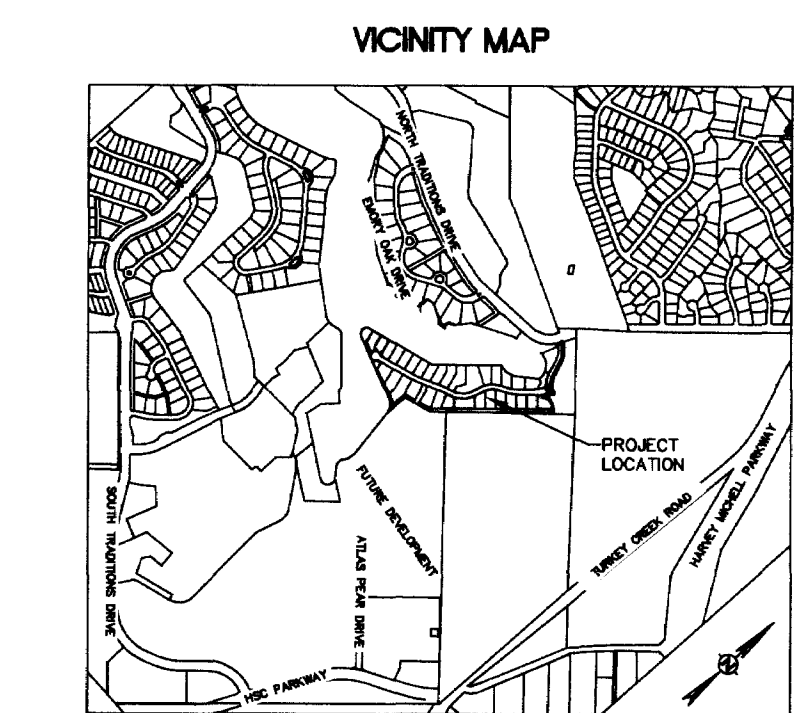 VICINITY MAP
NORTH TRADITIONS DRIVE
EMORY OAK DRIVE
PROJECT
LOCATION
FUTURE DEVELOPMENT
TURKEY CREEK ROAD
HARVEY MICHELL PARKWAY
SOUTH TRADITIONS DRIVE
ATLAS PEAR DRIVE
HSC PARKWAY